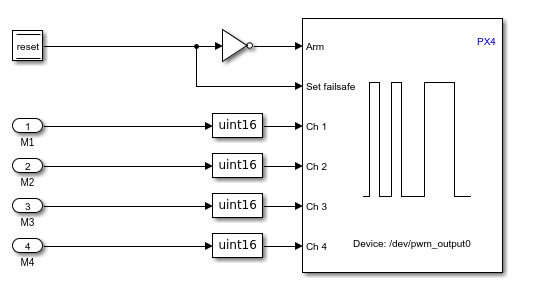 PX4
reset
Arm
Set failsafe
1
uint16
Ch 1
M1
2
uint16
Ch 2
M2
3
uint16
Ch 3
M3
4
uint16
Ch 4
M4
Device: /dev/pwm_output0